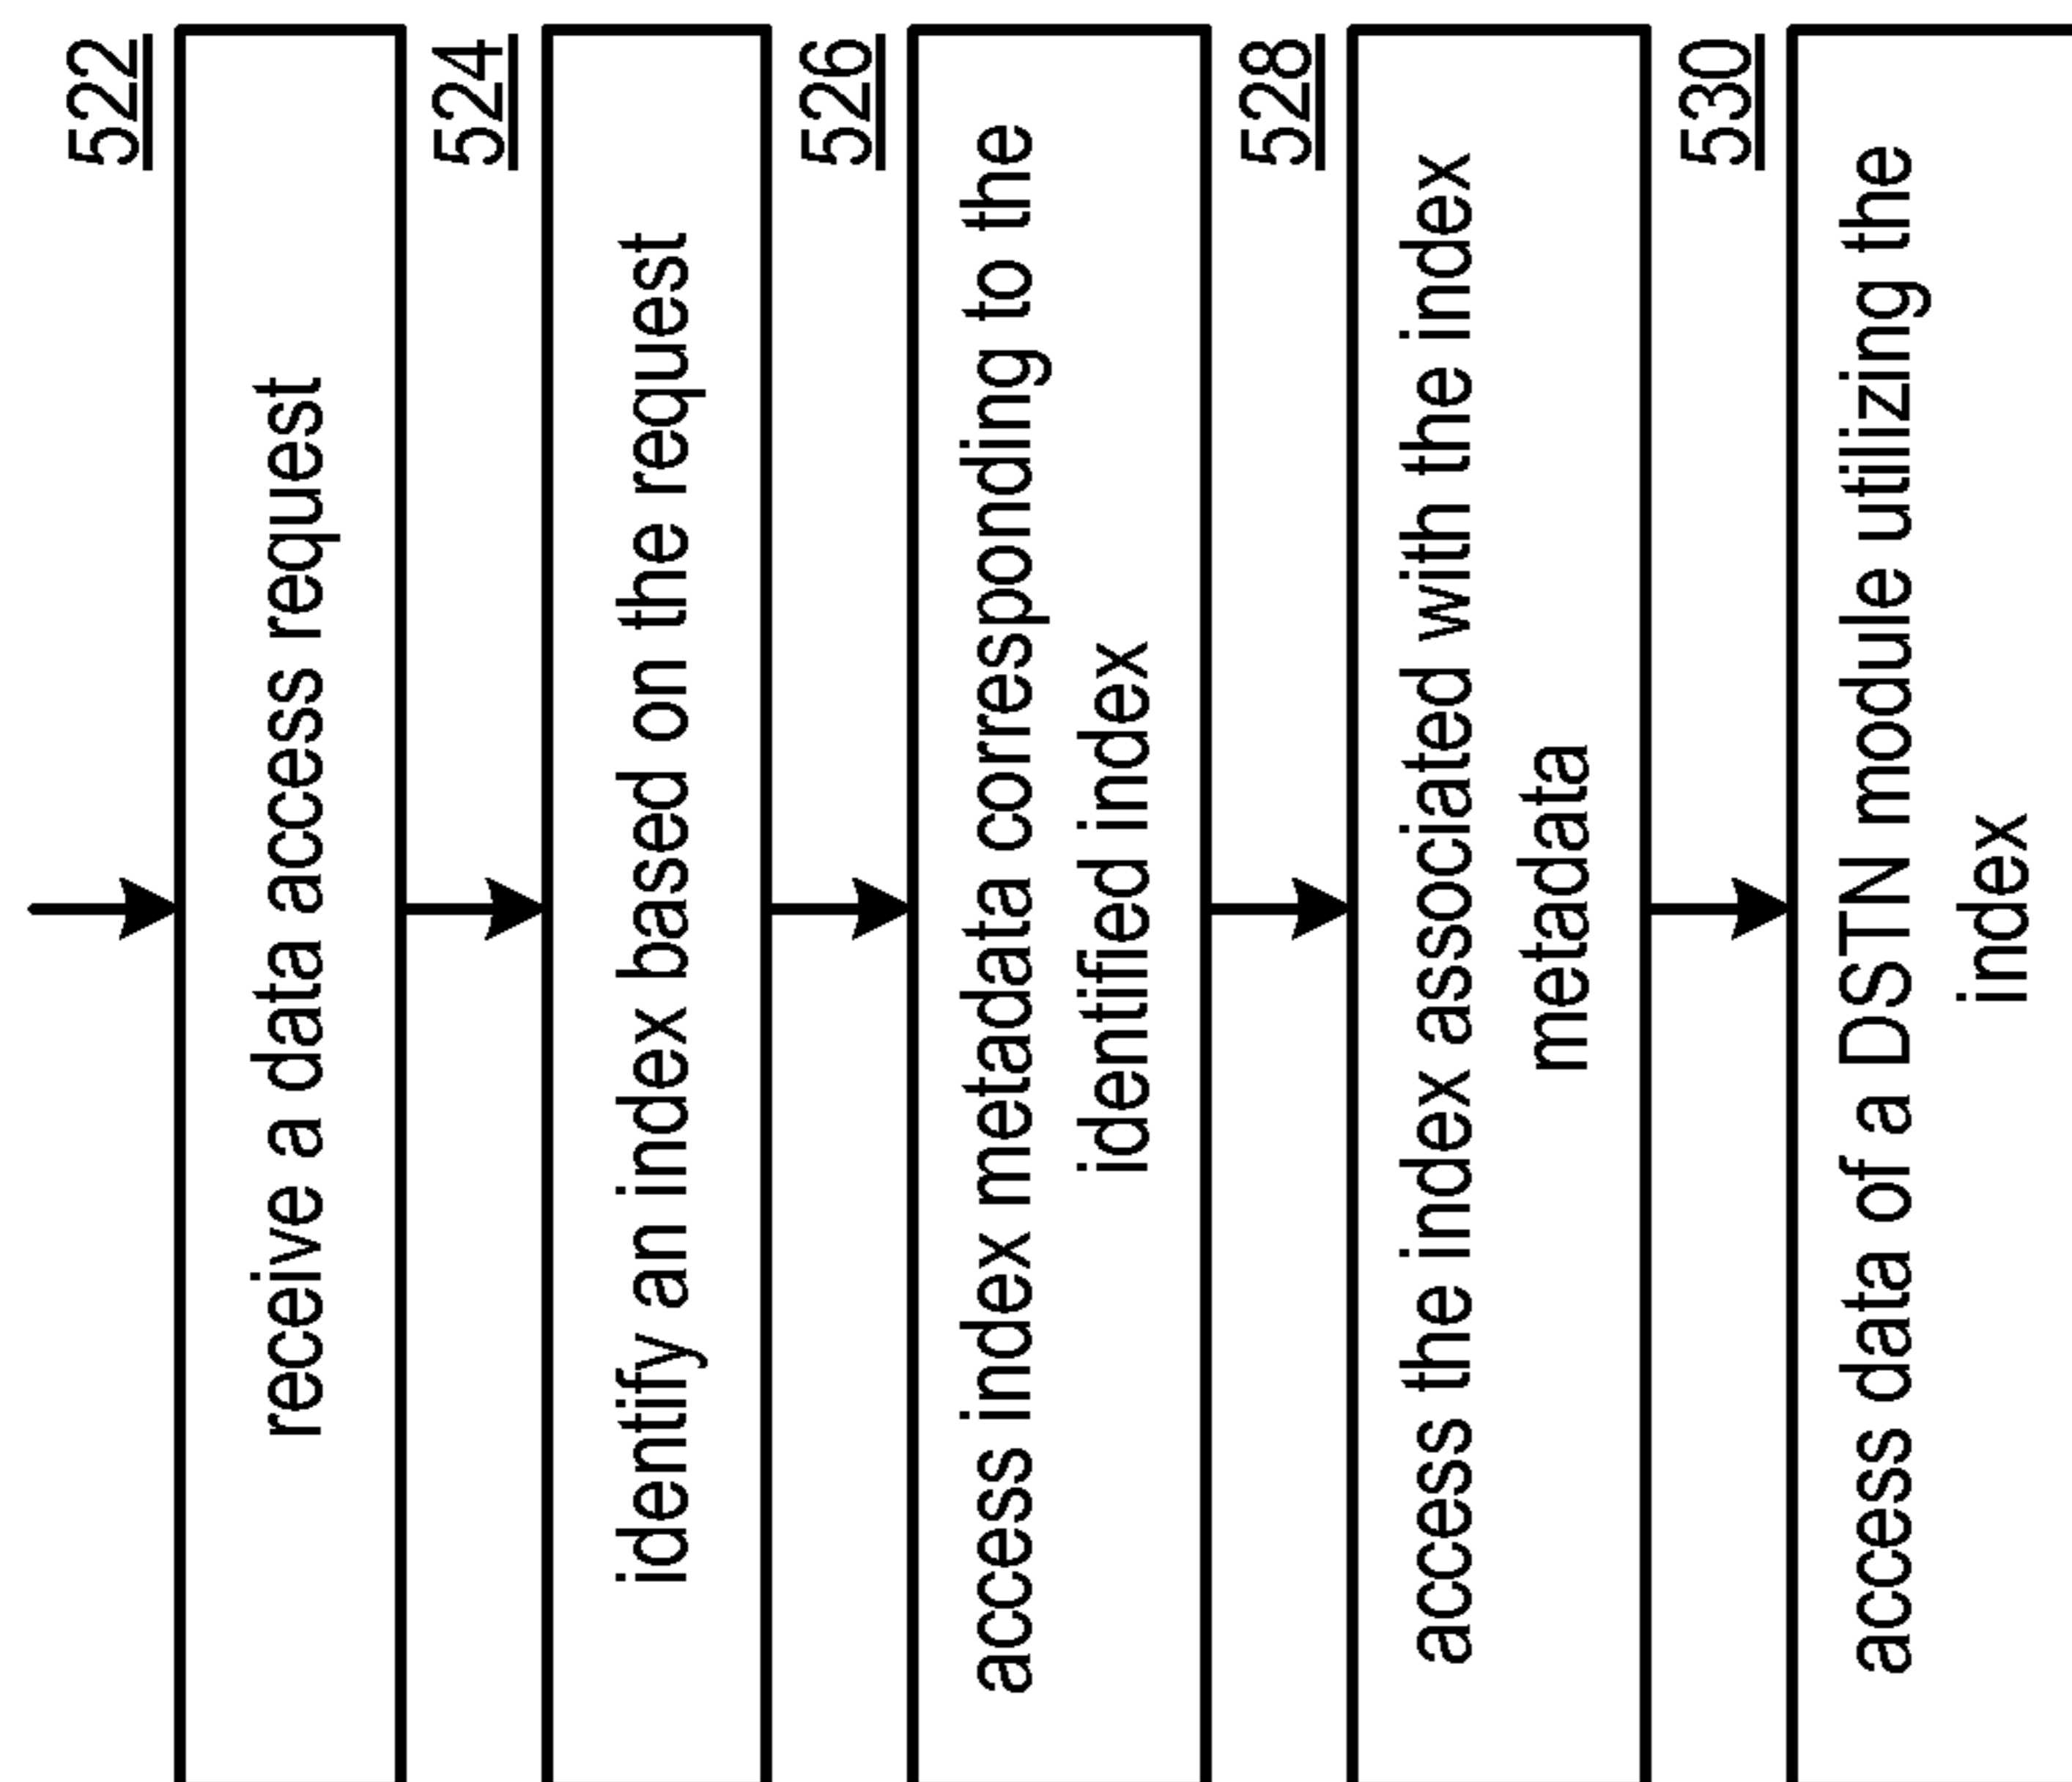 522
receive a data access request
524
identify an index based on the request
526
access index metadata corresponding to the
identified index
528
access the index associated with the index
metadata
530
access data of a DSTN module utilizing the
index